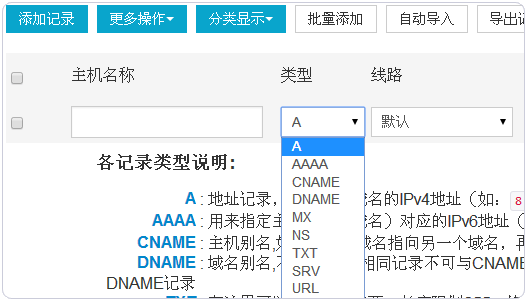 添加记录 更多操作 分类显示 批量添加 自动导入 导出
主机名称 类型 线路
A 默认
A
AAAA
CNAME
DNAME
MX
NS
TXT
SRV
URL
各记录类型说明:
A : 地址记录, 名的IPv4地址 (如: 8
AAAA : 用来指定主 名) 对应的IPv6地址 (
CNAME : 主机别名,如 域名指向另一个域名, 再
DNAME : 域名别名, 相同记录不可与CNAME
DNAME记录